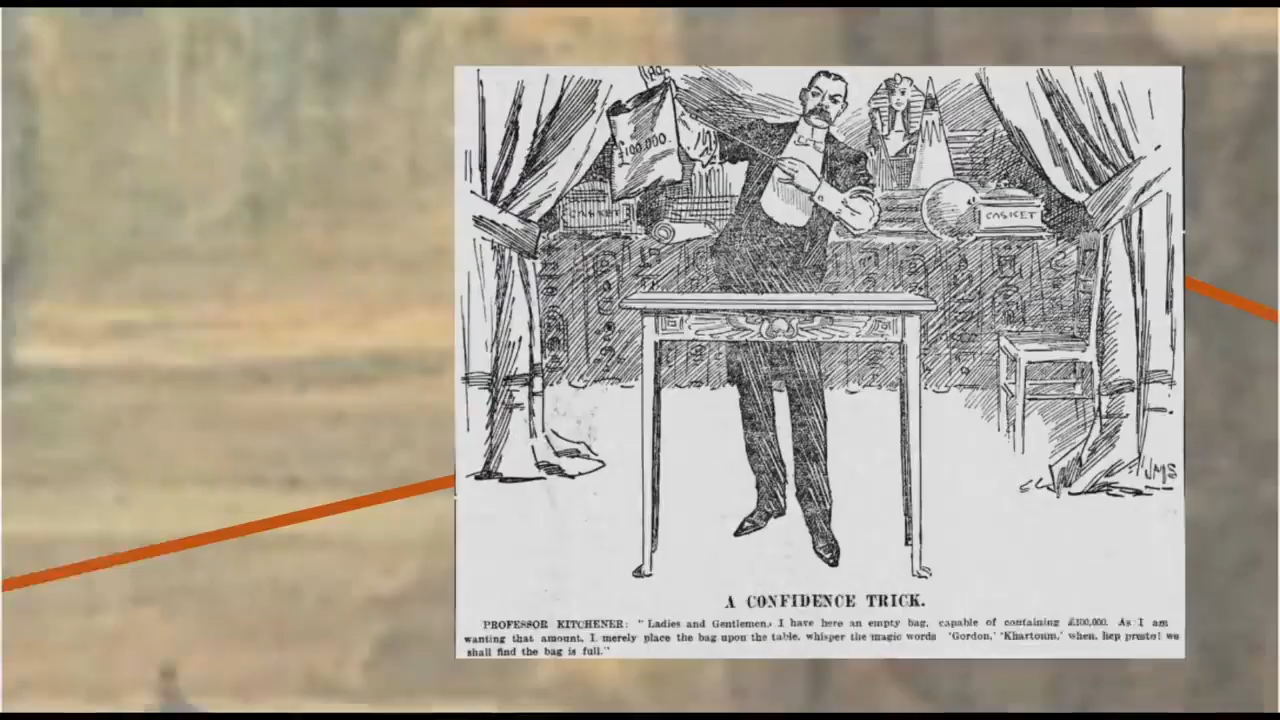 £100,000.
CASKET
CASKET
JMS
A CONFIDENCE TRICK.
PROFESSOR KITCHENER: "Ladies and Gentlemen, I have here an empty bag, capable of containing £100,000. As I am
wanting that amount, I merely place the bag upon the table, whisper the magic words 'Gordon,' 'Khartoum,' when, hep presto! we
shall find the bag is full."